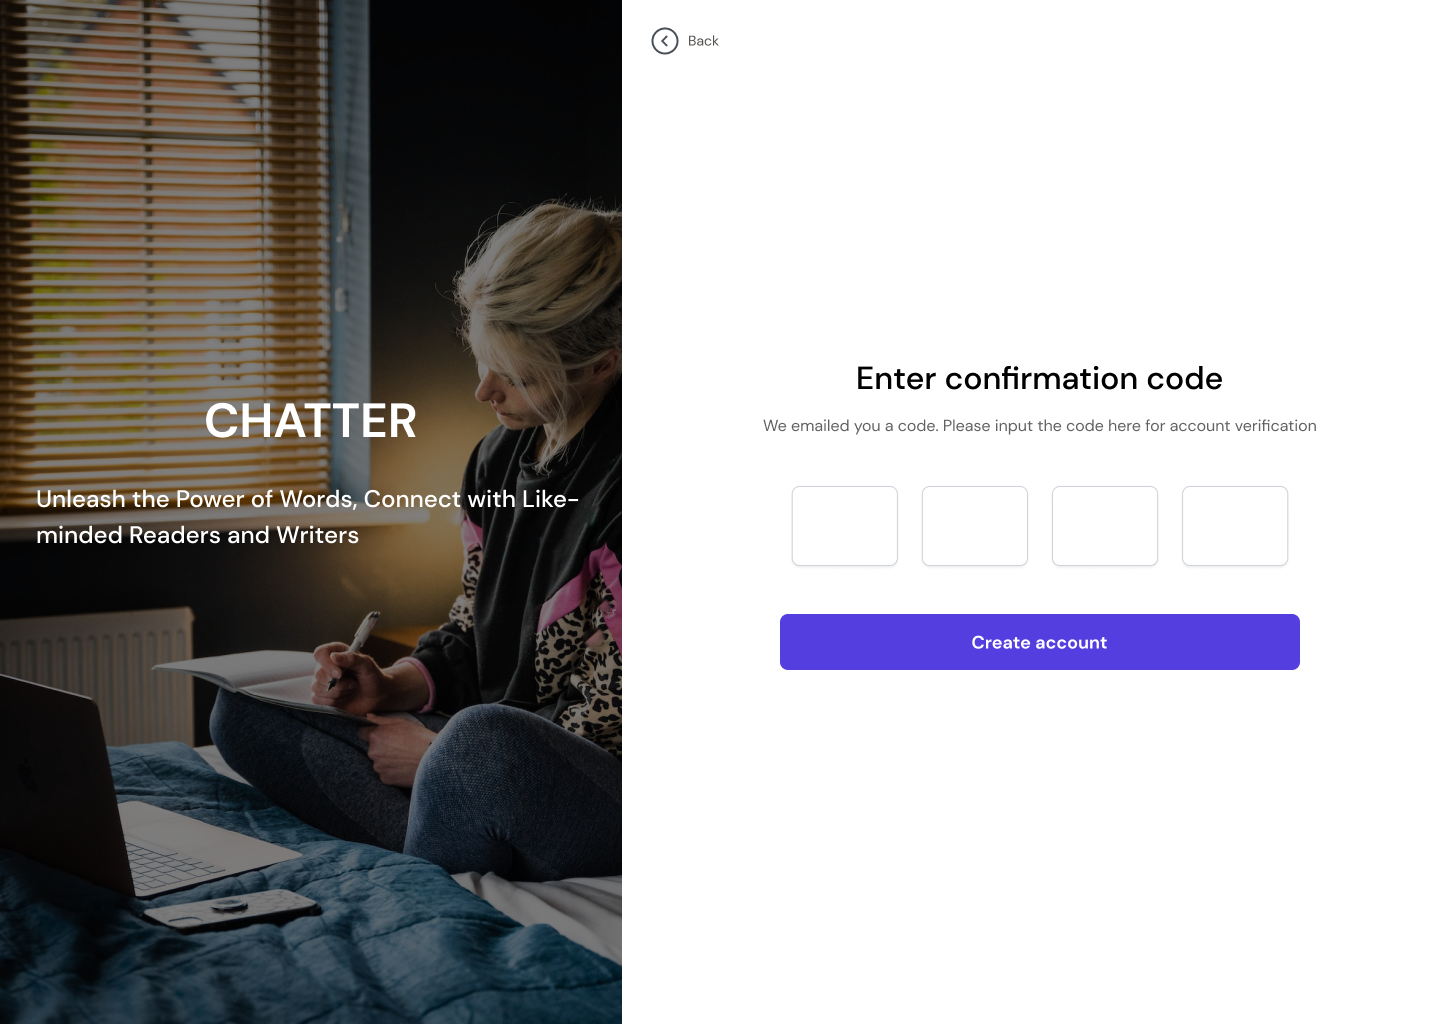 CHATTER
Unleash the Power of Words, Connect with Like-
minded Readers and Writers
Back
Enter confirmation code
We emailed you a code. Please input the code here for account verification
Create account